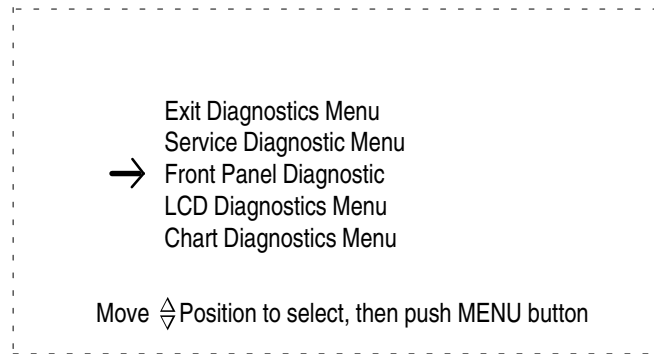 Exit Diagnostics Menu
Service Diagnostic Menu
Front Panel Diagnostic
LCD Diagnostics Menu
Chart Diagnostics Menu
Move Position to select, then push MENU button